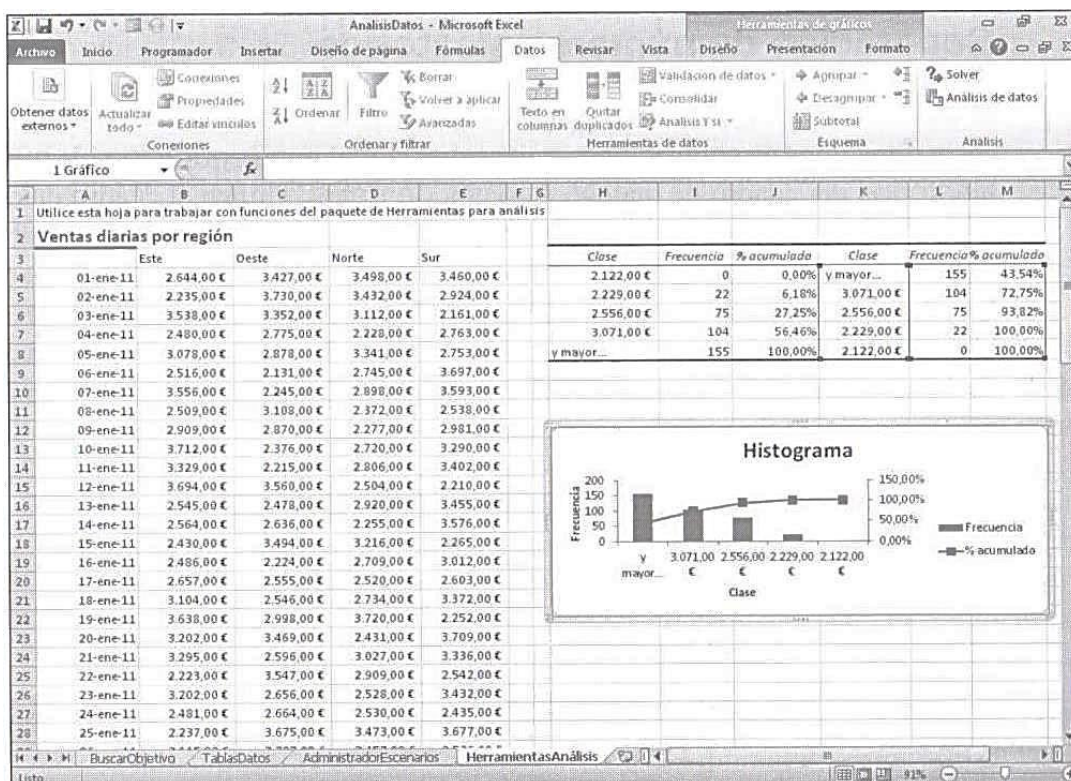 AnalisisDatos - Microsoft Excel
Herramientas de gráficos
Archivo Inicio Programador Insertar Diseño de página Fórmulas Datos Revisar Vista Diseño Presentación Formato
Obtener datos externos
Actualizar todo
Conexiones
Propiedades
Editar vínculos
Conexiones
Ordenar
Filtro
Borrar
Volver a aplicar
Avanzadas
Ordenar y filtrar
Texto en columnas
Quitar duplicados
Validación de datos
Consolidar
Análisis Y si
Herramientas de datos
Agrupar
Desagrupar
Subtotal
Esquema
Solver
Análisis de datos
Análisis
1 Gráfico fx
A B C D E F G H I J K L M
1 Utilice esta hoja para trabajar con funciones del paquete de Herramientas para análisis
2 Ventas diarias por región
3 Este Oeste Norte Sur Clase Frecuencia % acumulado Clase Frecuencia % acumulado
4 01-ene-11 2.644,00 € 3.427,00 € 3.498,00 € 3.460,00 € 2.122,00 € 0 0,00% y mayor... 155 43,54%
5 02-ene-11 2.235,00 € 3.730,00 € 3.432,00 € 2.924,00 € 2.229,00 € 22 6,18% 3.071,00 € 104 72,75%
6 03-ene-11 3.538,00 € 3.352,00 € 3.112,00 € 2.161,00 € 2.556,00 € 75 27,25% 2.556,00 € 75 93,82%
7 04-ene-11 2.480,00 € 2.775,00 € 2.228,00 € 2.763,00 € 3.071,00 € 104 56,46% 2.229,00 € 22 100,00%
8 05-ene-11 3.078,00 € 2.878,00 € 3.341,00 € 2.753,00 € y mayor... 155 100,00% 2.122,00 € 0 100,00%
9 06-ene-11 2.516,00 € 2.131,00 € 2.745,00 € 3.697,00 €
10 07-ene-11 3.556,00 € 2.245,00 € 2.898,00 € 3.593,00 €
11 08-ene-11 2.509,00 € 3.108,00 € 2.372,00 € 2.538,00 €
12 09-ene-11 2.909,00 € 2.870,00 € 2.277,00 € 2.981,00 €
13 10-ene-11 3.712,00 € 2.376,00 € 2.720,00 € 3.290,00 €
14 11-ene-11 3.329,00 € 2.215,00 € 2.806,00 € 3.402,00 €
15 12-ene-11 3.694,00 € 3.560,00 € 2.504,00 € 2.210,00 €
16 13-ene-11 2.545,00 € 2.478,00 € 2.920,00 € 3.455,00 €
17 14-ene-11 2.564,00 € 2.636,00 € 2.255,00 € 3.576,00 €
18 15-ene-11 2.430,00 € 3.494,00 € 3.216,00 € 2.265,00 €
19 16-ene-11 2.486,00 € 2.224,00 € 2.709,00 € 3.012,00 €
20 17-ene-11 2.657,00 € 2.555,00 € 2.520,00 € 2.603,00 €
21 18-ene-11 3.104,00 € 2.546,00 € 2.734,00 € 3.372,00 €
22 19-ene-11 3.638,00 € 2.998,00 € 3.720,00 € 2.252,00 €
23 20-ene-11 3.202,00 € 3.469,00 € 2.431,00 € 3.709,00 €
24 21-ene-11 3.295,00 € 2.596,00 € 3.027,00 € 3.336,00 €
25 22-ene-11 2.223,00 € 3.547,00 € 2.909,00 € 2.542,00 €
26 23-ene-11 3.202,00 € 2.656,00 € 2.528,00 € 3.432,00 €
27 24-ene-11 2.481,00 € 2.664,00 € 2.530,00 € 2.435,00 €
28 25-ene-11 2.237,00 € 3.675,00 € 3.473,00 € 3.677,00 €
Histograma
Frecuencia
200
150
100
50
0
150,00%
100,00%
50,00%
0,00%
y mayor... 3.071,00 € 2.556,00 € 2.229,00 € 2.122,00 €
Clase
Frecuencia
% acumulado
BuscarObjetivo TablasDatos AdministradorEscenarios HerramientasAnálisis
Listo 91%